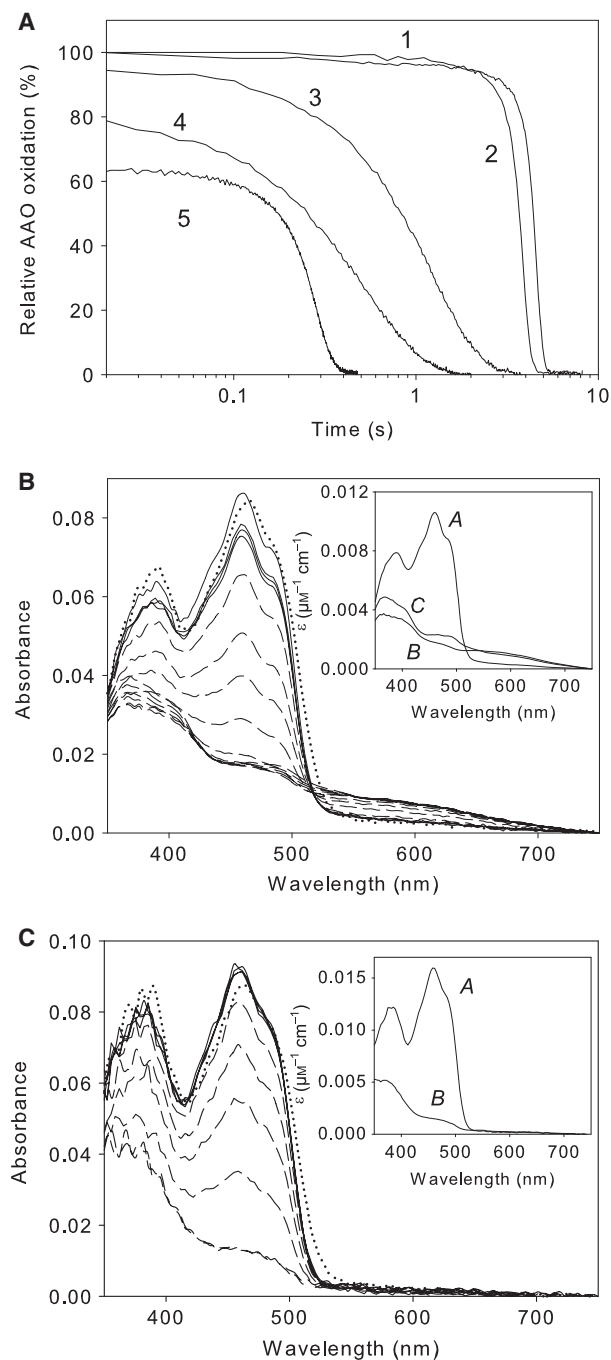 A
Relative AAO oxidation (%)
100
80
60
40
20
0
1
2
3
4
5
0.1
1
10
Time (s)
B
Absorbance
0.08
0.06
0.04
0.02
0.00
400
500
600
700
Wavelength (nm)
ε (μM⁻¹ cm⁻¹)
0.012
0.008
0.004
0.000
A
C
B
400 500 600 700
Wavelength (nm)
C
Absorbance
0.10
0.08
0.06
0.04
0.02
0.00
400
500
600
700
Wavelength (nm)
ε (μM⁻¹ cm⁻¹)
0.015
0.010
0.005
0.000
A
B
400 500 600 700
Wavelength (nm)